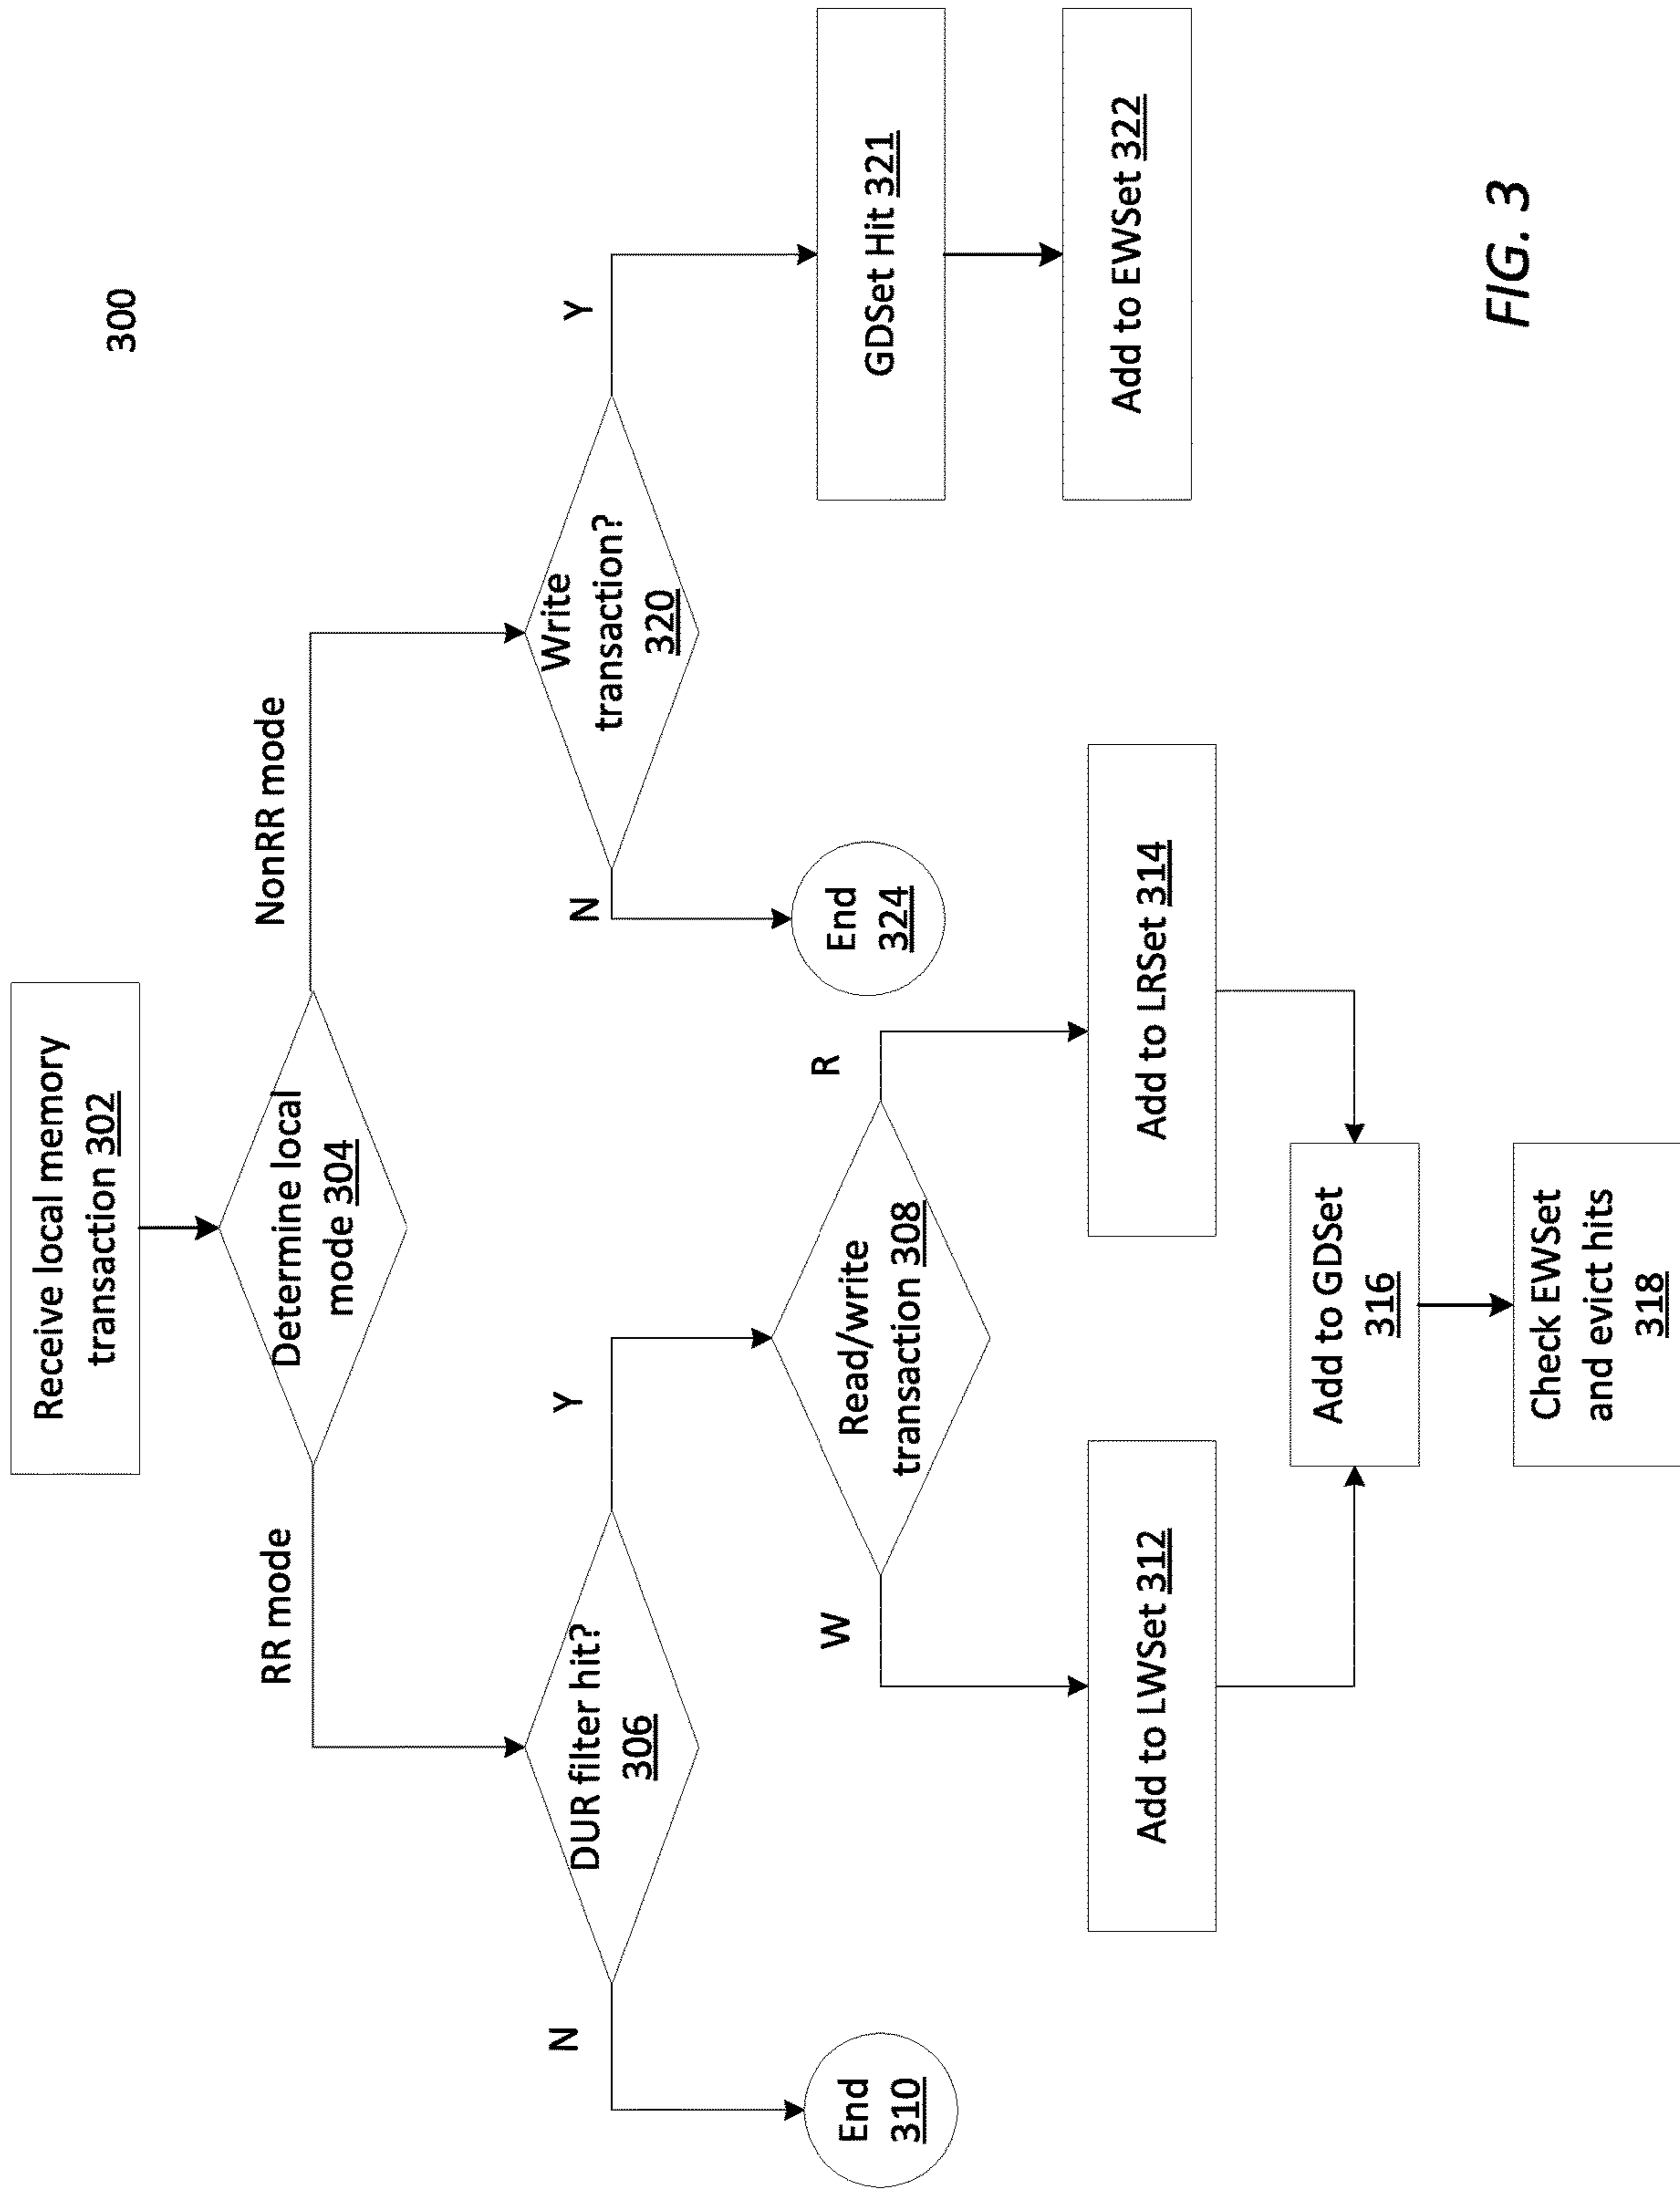 300
Receive local memory
transaction 302
Determine local
mode 304
RR mode
NonRR mode
DUR filter hit?
306
Write
transaction?
320
N
Y
N
Y
End
310
Read/write
transaction 308
End
324
GDSet Hit 321
W
R
Add to EWSet 322
Add to LWSet 312
Add to LRSet 314
Add to GDSet
316
Check EWSet
and evict hits
318
FIG. 3